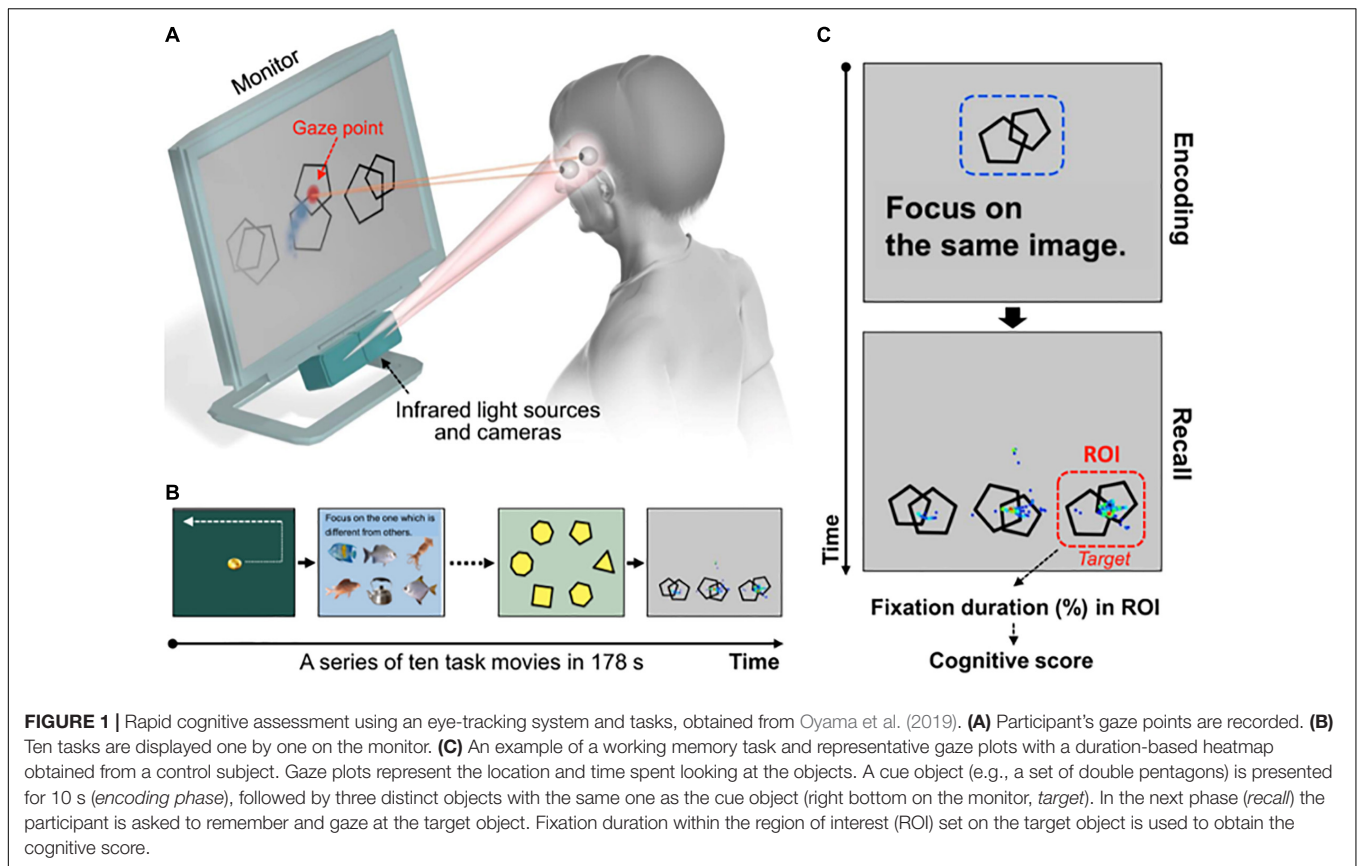 A
Monitor
Gaze point
Infrared light sources
and cameras
B
Focus on the one which is
different from others.
A series of ten task movies in 178 s
Time
C
Focus on
the same image.
Encoding
ROI
Target
Recall
Time
Fixation duration (%) in ROI
Cognitive score
FIGURE 1 | Rapid cognitive assessment using an eye-tracking system and tasks, obtained from Oyama et al. (2019). (A) Participant's gaze points are recorded. (B)
Ten tasks are displayed one by one on the monitor. (C) An example of a working memory task and representative gaze plots with a duration-based heatmap
obtained from a control subject. Gaze plots represent the location and time spent looking at the objects. A cue object (e.g., a set of double pentagons) is presented
for 10 s (encoding phase), followed by three distinct objects with the same one as the cue object (right bottom on the monitor, target). In the next phase (recall) the
participant is asked to remember and gaze at the target object. Fixation duration within the region of interest (ROI) set on the target object is used to obtain the
cognitive score.